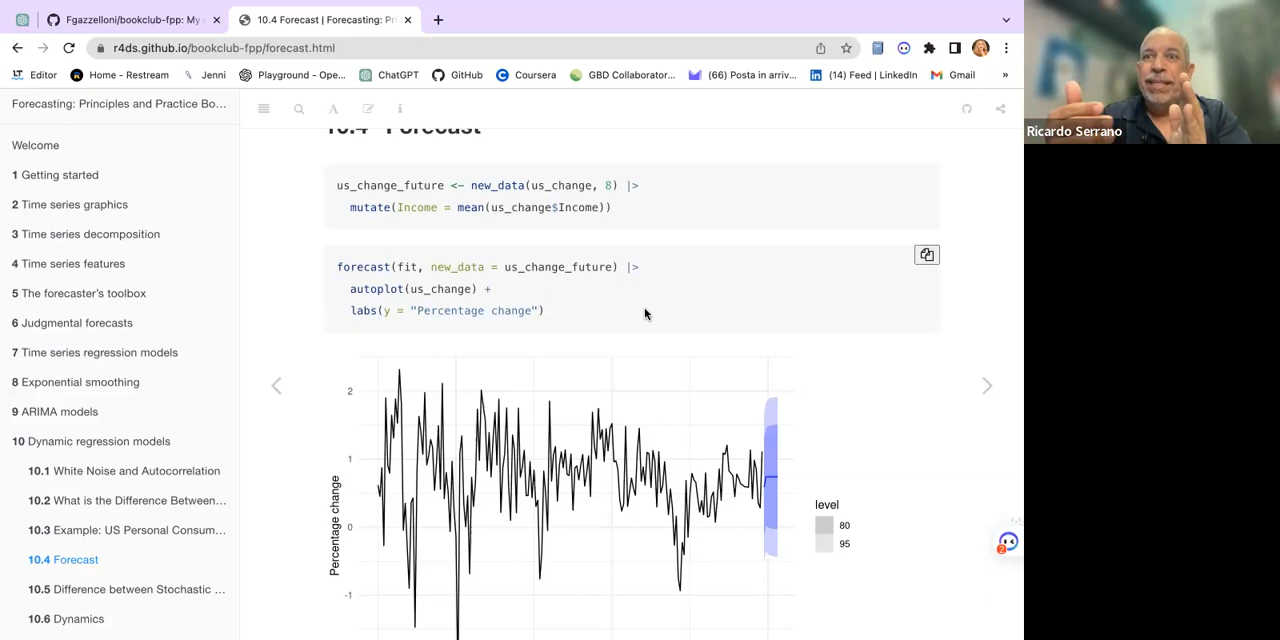 Fgazzelloni/bookclub-fpp: My
10.4 Forecast | Forecasting: Pri
r4ds.github.io/bookclub-fpp/forecast.html
Editor
Home - Restream
Jenni
Playground - Ope...
ChatGPT
GitHub
Coursera
GBD Collaborator...
(66) Posta in arriv...
(14) Feed | LinkedIn
Gmail
»
Forecasting: Principles and Practice Bo...
Welcome
1 Getting started
2 Time series graphics
3 Time series decomposition
4 Time series features
5 The forecaster's toolbox
6 Judgmental forecasts
7 Time series regression models
8 Exponential smoothing
9 ARIMA models
10 Dynamic regression models
10.1 White Noise and Autocorrelation
10.2 What is the Difference Between...
10.3 Example: US Personal Consum...
10.4 Forecast
10.5 Difference between Stochastic ...
10.6 Dynamics
10.4 Forecast
us_change_future <- new_data(us_change, 8) |>
mutate(Income = mean(us_change$Income))
forecast(fit, new_data = us_change_future) |>
autoplot(us_change) +
labs(y = "Percentage change")
Percentage change
2
1
0
-1
level
80
95
2
Ricardo Serrano